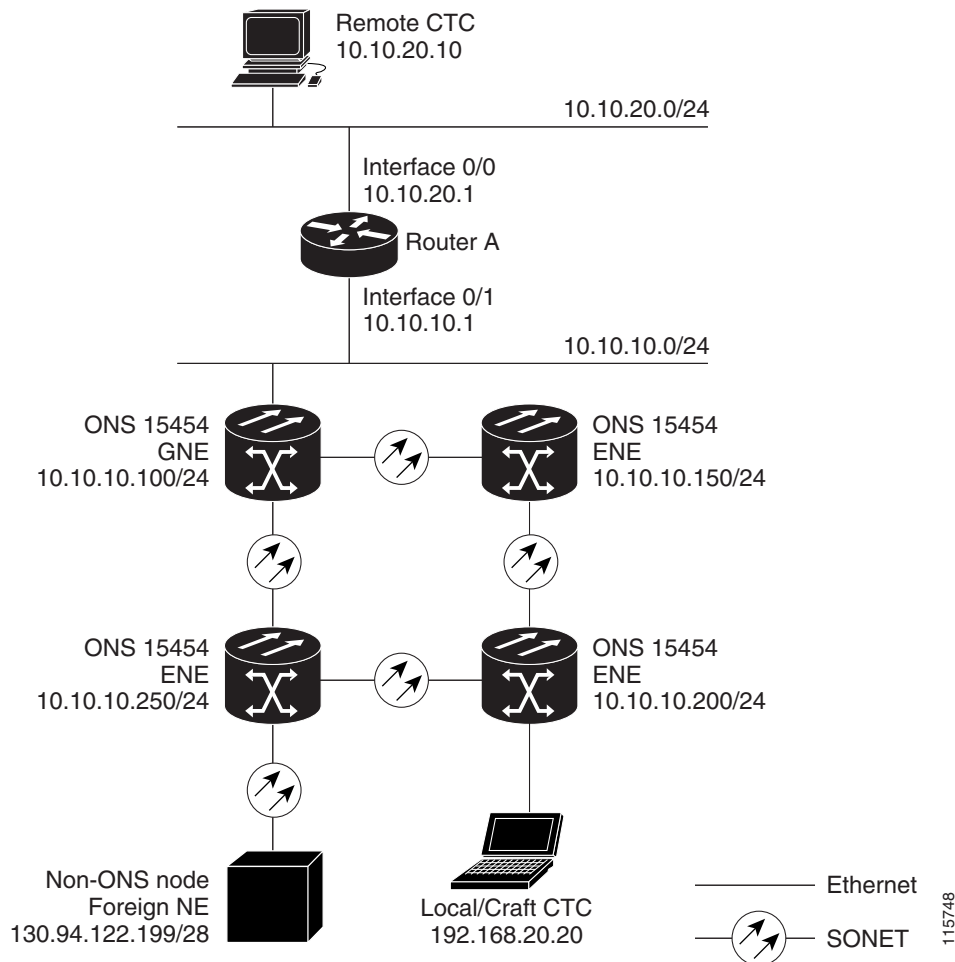 Remote CTC
10.10.20.10
10.10.20.0/24
Interface 0/0
10.10.20.1
Router A
Interface 0/1
10.10.10.1
10.10.10.0/24
ONS 15454
GNE
10.10.10.100/24
ONS 15454
ENE
10.10.10.150/24
ONS 15454
ENE
10.10.10.250/24
ONS 15454
ENE
10.10.10.200/24
Non-ONS node
Foreign NE
130.94.122.199/28
Local/Craft CTC
192.168.20.20
Ethernet
SONET
115748